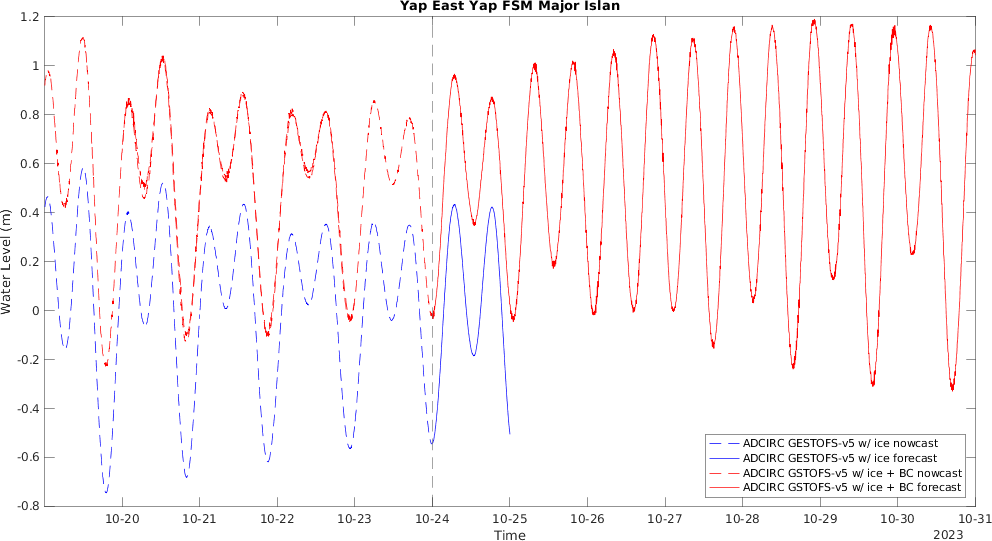 Yap East Yap FSM Major Islan
1.2
1
0.8
0.6
0.4
0.2
0
-0.2
-0.4
-0.6
-0.8
Water Level (m)
10-20 10-21 10-22 10-23 10-24 10-25 10-26 10-27 10-28 10-29 10-30 10-31
Time
2023
ADCIRC GESTOFS-v5 w/ ice nowcast
ADCIRC GESTOFS-v5 w/ ice forecast
ADCIRC GSTOFS-v5 w/ ice + BC nowcast
ADCIRC GSTOFS-v5 w/ ice + BC forecast